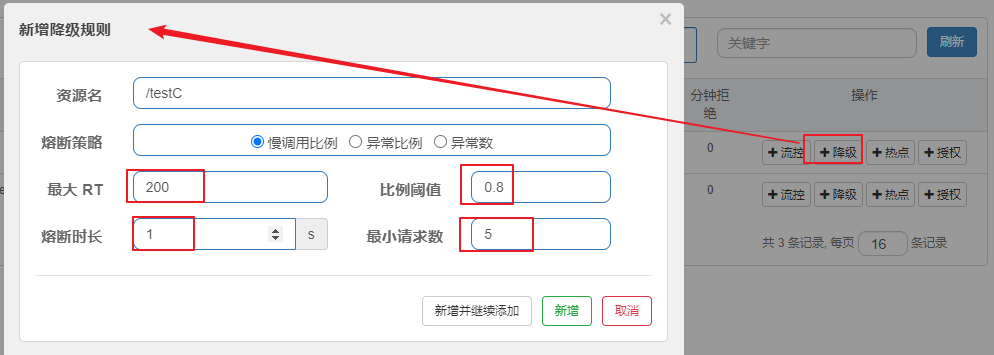 新增降级规则
×
资源名 /testC
熔断策略 慢调用比例 异常比例 异常数
最大 RT 200 比例阈值 0.8
熔断时长 1 s 最小请求数 5
新增并继续添加 新增 取消
关键字 刷新
分钟拒
绝
操作
0 +流控 +降级 +热点 +授权
0 +流控 +降级 +热点 +授权
共 3 条记录, 每页 16 条记录